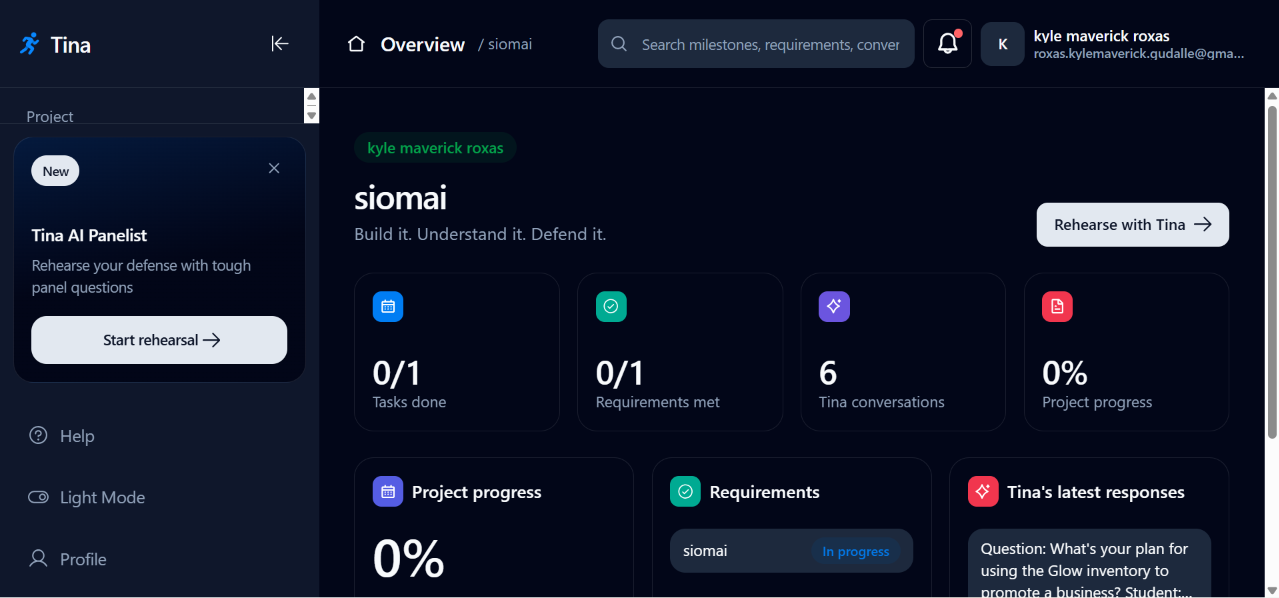 Tina
Overview / siomai
Search milestones, requirements, conver
K
kyle maverick roxas
roxas.kylemaverick.qudalle@gma...
Project
New
Tina AI Panelist
Rehearse your defense with tough
panel questions
Start rehearsal
Help
Light Mode
Profile
kyle maverick roxas
siomai
Build it. Understand it. Defend it.
Rehearse with Tina
0/1
Tasks done
0/1
Requirements met
6
Tina conversations
0%
Project progress
Project progress
0%
Requirements
siomai
In progress
Tina's latest responses
Question: What's your plan for
using the Glow inventory to
promote a business? Student:...